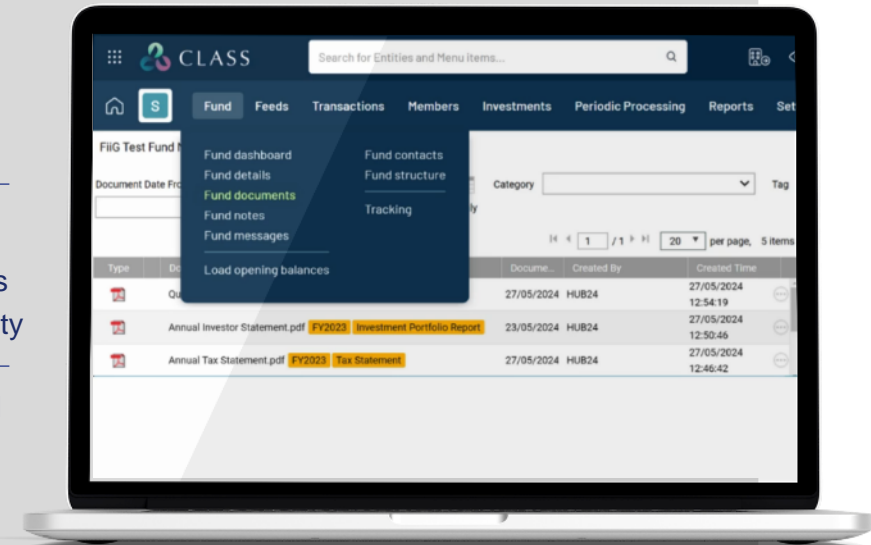 CLASS
Search for Entities and Menu items...
S Fund Feeds Transactions Members Investments Periodic Processing Reports
FiiG Test Fund
Fund dashboard Fund contacts
Document Date
Fund details Fund structure
Category Tag
Fund documents
Fund notes Tracking
Fund messages
1 / 1 20 per page, 5 items
Load opening balances
Type Docume... Created By Created Time
27/05/2024 HUB24 27/05/2024
12:54:19
Annual Investor Statement.pdf FY2023 Investment Portfolio Report 23/05/2024 HUB24 27/05/2024
12:50:46
Annual Tax Statement.pdf FY2023 Tax Statement 27/05/2024 HUB24 27/05/2024
12:46:42